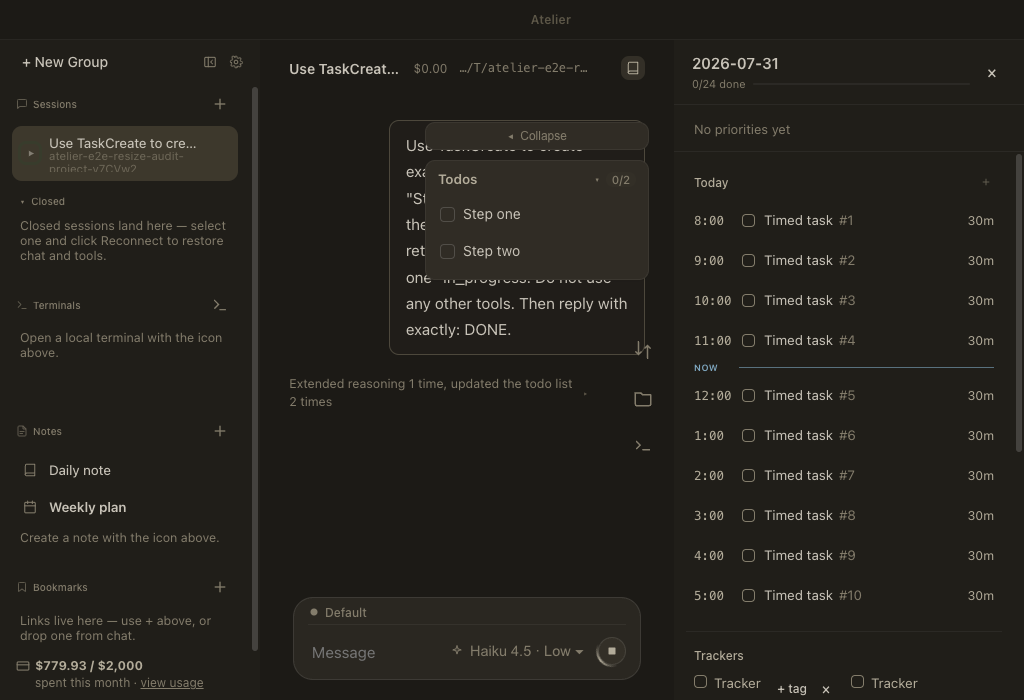 Atelier
+ New Group
Sessions
Use TaskCreate to cre...
atelier-e2e-resize-audit-
project-v7CVw2
Closed
Closed sessions land here — select
one and click Reconnect to restore
chat and tools.
Terminals
Open a local terminal with the icon
above.
Notes
Daily note
Weekly plan
Create a note with the icon above.
Bookmarks
Links live here — use + above, or
drop one from chat.
$779.93 / $2,000
spent this month · view usage
Use TaskCreat... $0.00 …/T/atelier-e2e-r…
Collapse
Todos 0/2
Step one
Step two
any other tools. Then reply with
exactly: DONE.
Extended reasoning 1 time, updated the todo list
2 times
Default
Message Haiku 4.5 · Low
2026-07-31
0/24 done
No priorities yet
Today
8:00 Timed task #1 30m
9:00 Timed task #2 30m
10:00 Timed task #3 30m
11:00 Timed task #4 30m
NOW
12:00 Timed task #5 30m
1:00 Timed task #6 30m
2:00 Timed task #7 30m
3:00 Timed task #8 30m
4:00 Timed task #9 30m
5:00 Timed task #10 30m
Trackers
Tracker + tag × Tracker